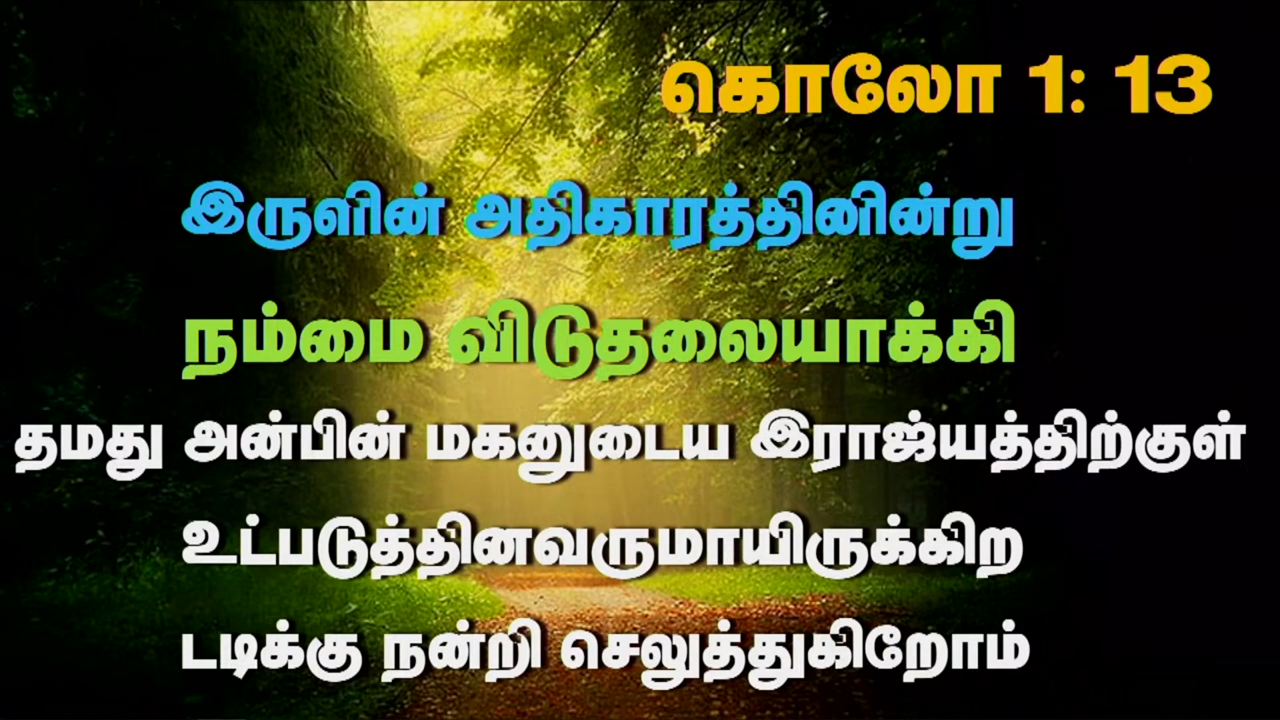 கொலோ 1: 13
இருளின் அதிகாரத்தினின்று
நம்மை விடுதலையாக்கி
தமது அன்பின் மகனுடைய இராஜ்யத்திற்குள்
உட்படுத்தினவருமாயிருக்கிற
டடிக்கு நன்றி செலுத்துகிறோம்